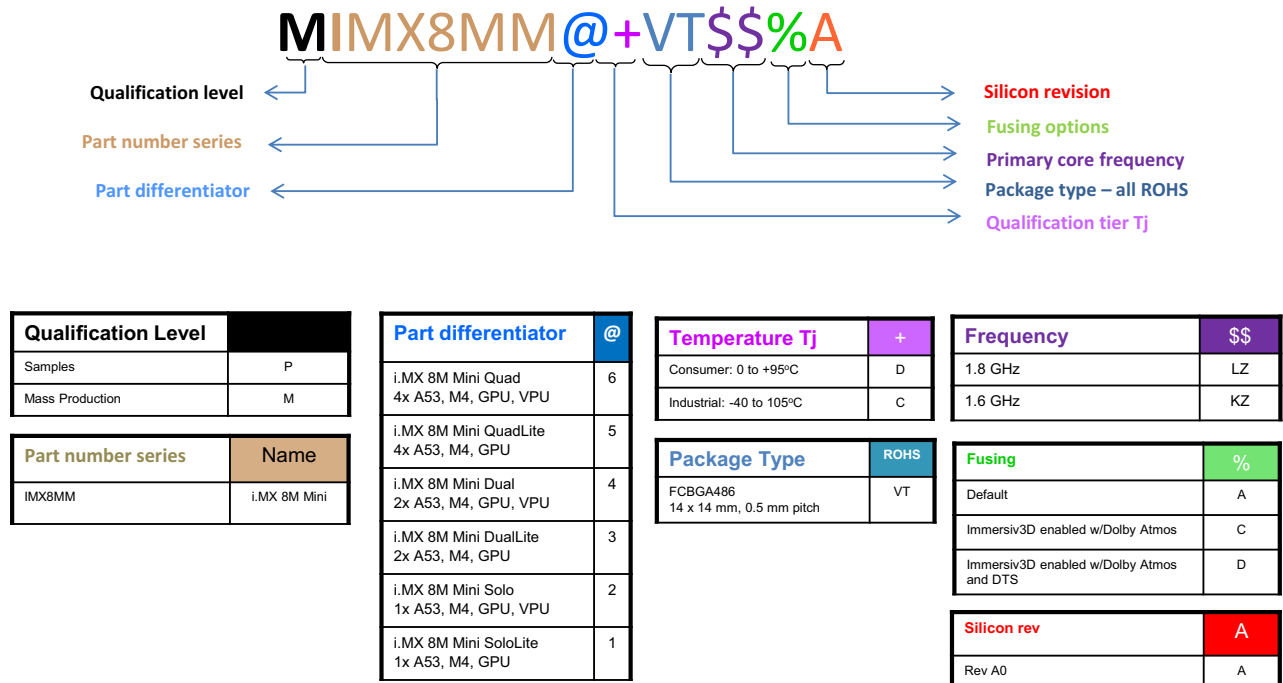 MIMX8MM@+VT$$%A
Qualification level
Part number series
Part differentiator
Silicon revision
Fusing options
Primary core frequency
Package type – all ROHS
Qualification tier Tj
Qualification Level
Samples P
Mass Production M
Part number series Name
IMX8MM i.MX 8M Mini
Part differentiator @
i.MX 8M Mini Quad 6
4x A53, M4, GPU, VPU
i.MX 8M Mini QuadLite 5
4x A53, M4, GPU
i.MX 8M Mini Dual 4
2x A53, M4, GPU, VPU
i.MX 8M Mini DualLite 3
2x A53, M4, GPU
i.MX 8M Mini Solo 2
1x A53, M4, GPU, VPU
i.MX 8M Mini SoloLite 1
1x A53, M4, GPU
Temperature Tj +
Consumer: 0 to +95°C D
Industrial: -40 to 105°C C
Package Type ROHS
FCBGA486 VT
14 x 14 mm, 0.5 mm pitch
Frequency $$
1.8 GHz LZ
1.6 GHz KZ
Fusing %
Default A
Immersiv3D enabled w/Dolby Atmos C
Immersiv3D enabled w/Dolby Atmos D
and DTS
Silicon rev A
Rev A0 A